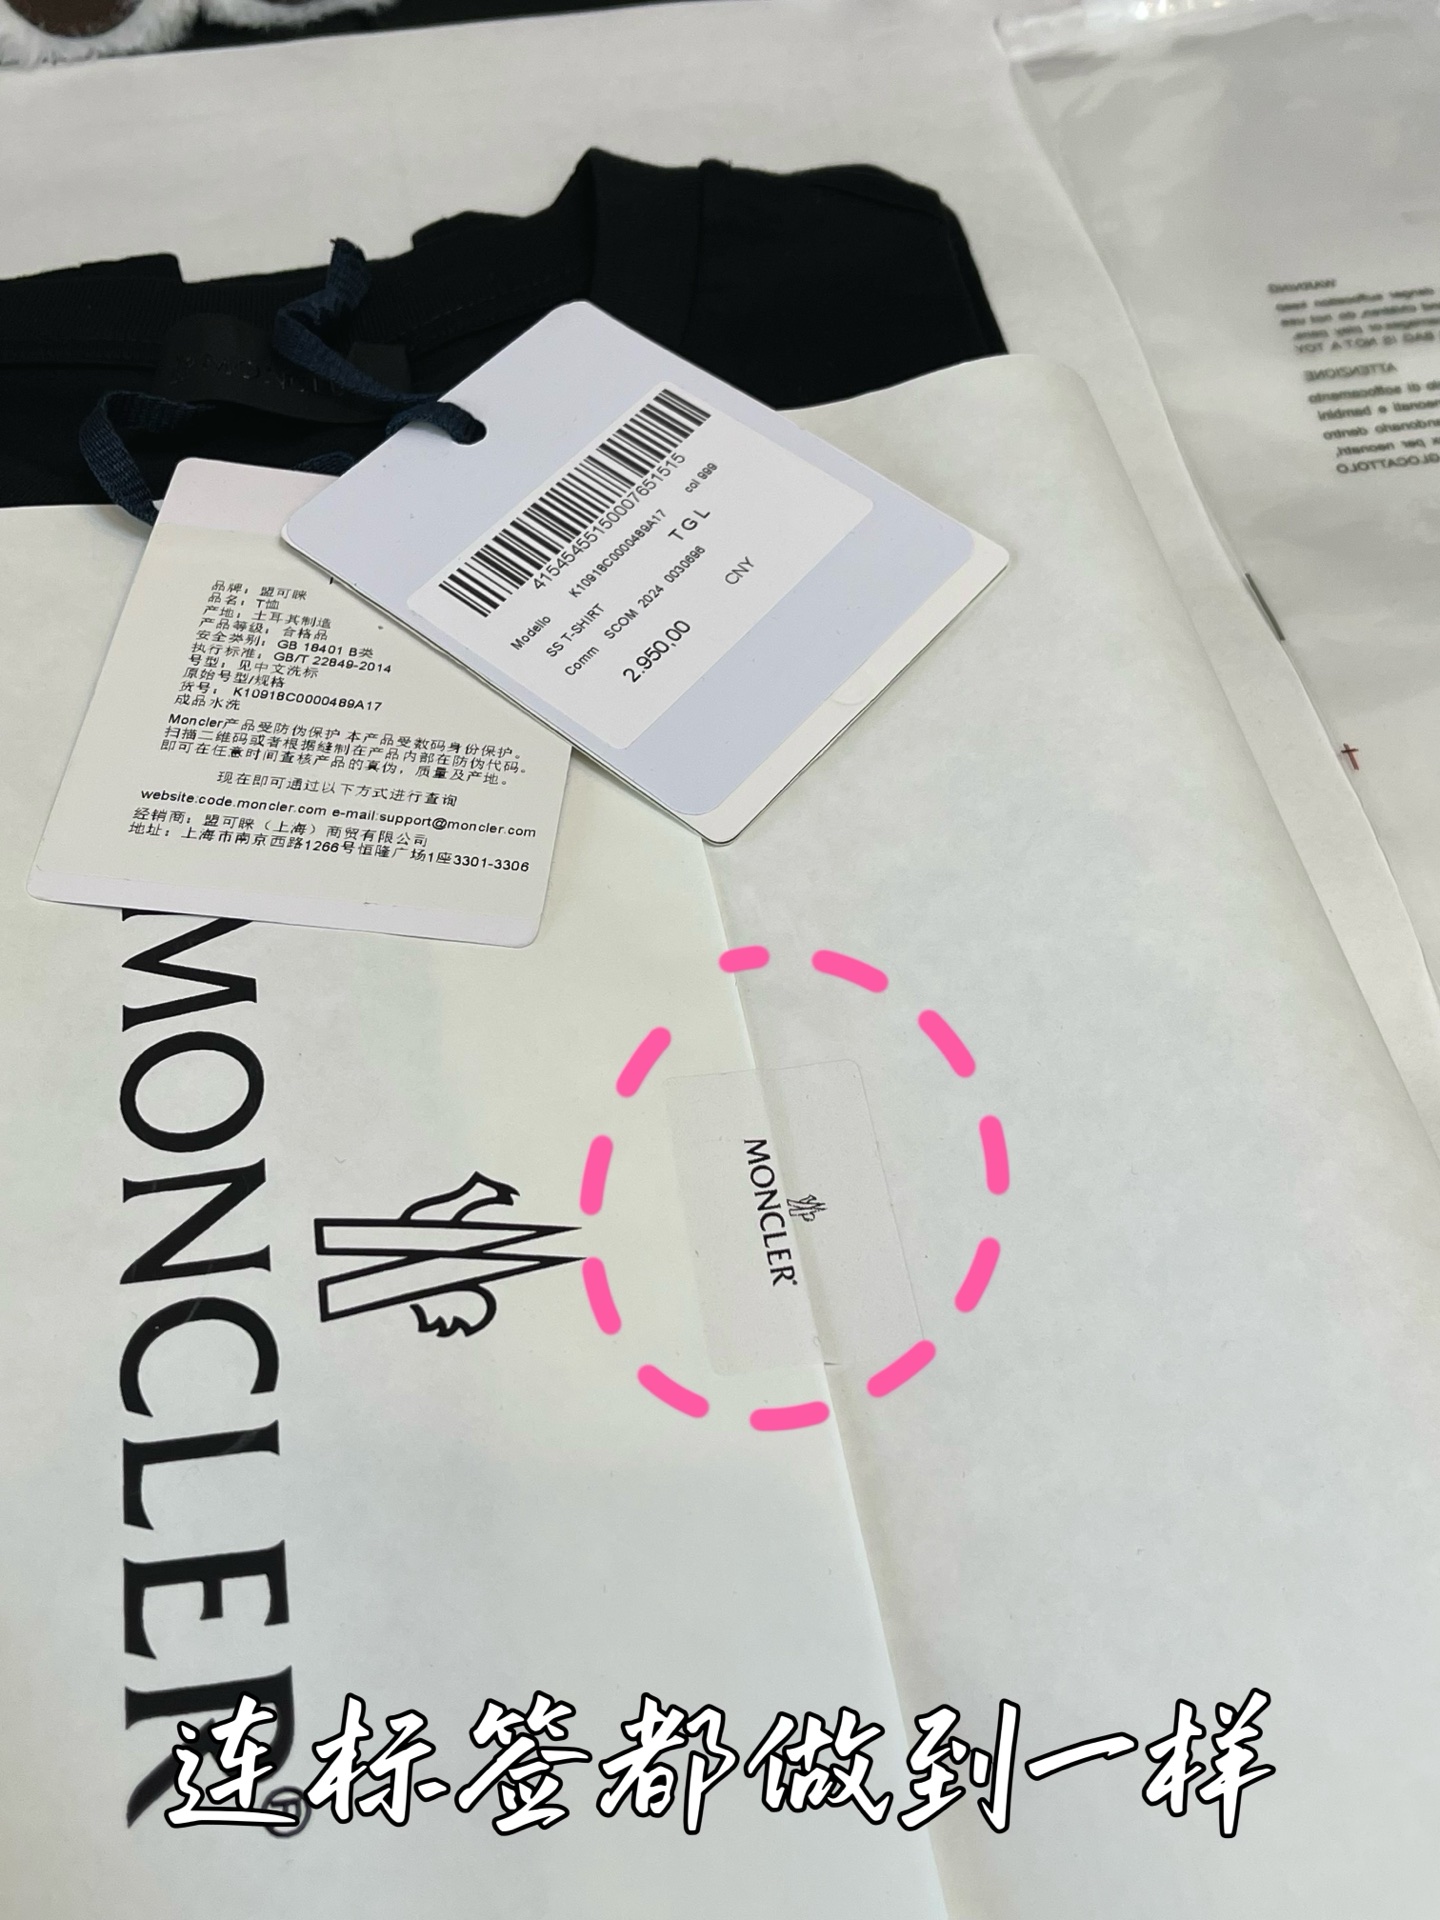 WARNING
ATTENZIONE
MONCLER
415454551500076515​15
Modello K10918C0000489A17 col 999
SS T-SHIRT TGL
Comm SCOM 2024 0030696
2.950,00 CNY
品牌：盟可睐
品名：T恤
产地：土耳其制造
产品等级：合格品
安全类别：GB 18401 B类
执行标准：GB/T 22849-2014
号型：见中文洗标
原始号型/规格
货号：K10918C0000489A17
成品水洗
Moncler产品受防伪保护 本产品受数码身份保护。
扫描二维码或者根据缝制在产品内部在防伪代码。
即可在任意时间查核产品的真伪，质量及产地。
现在即可通过以下方式进行查询
website:code.moncler.com e-mail:support@moncler.com
经销商：盟可睐（上海）商贸有限公司
地址：上海市南京西路1266号恒隆广场1座3301-3306
MONCLER®
MONCLER®
连标签都做到一样